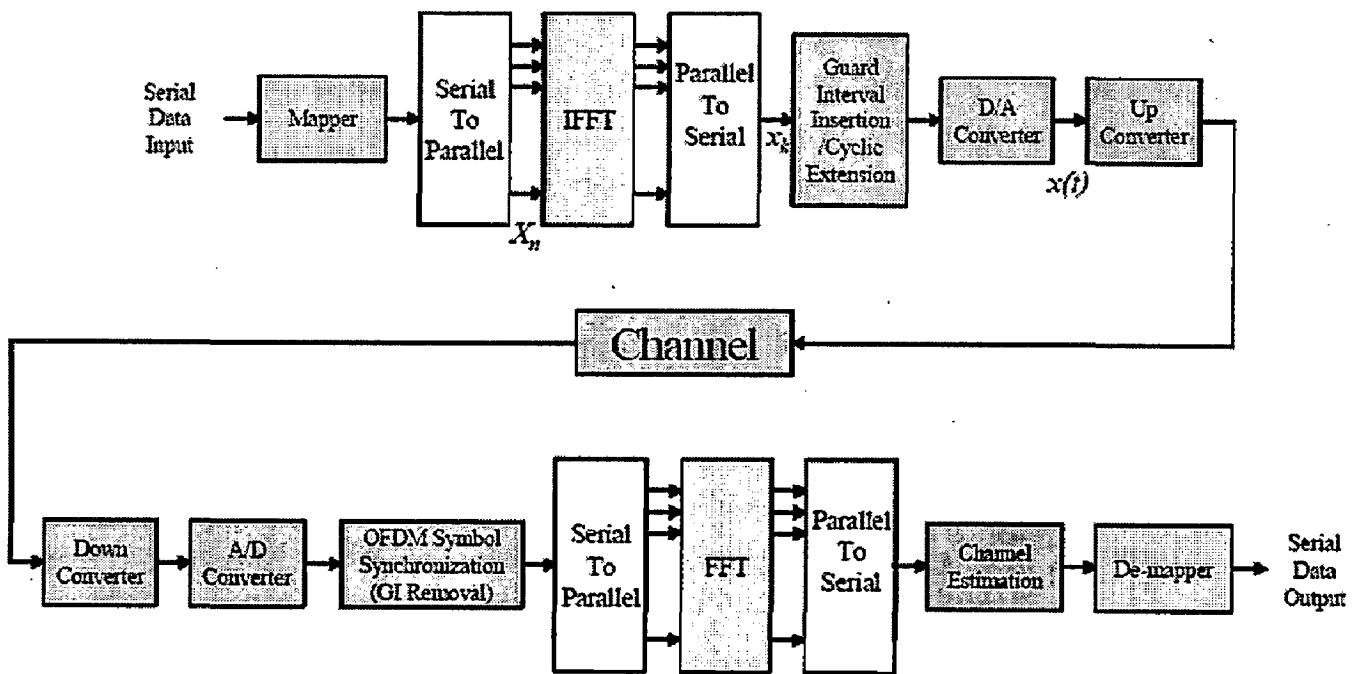 Serial
Data
Input
Mapper
Serial
To
Parallel
X_n
IFFT
Parallel
To
Serial
x_k
Guard
Interval
Insertion
/Cyclic
Extension
D/A
Converter
x(t)
Up
Converter
Channel
Down
Converter
A/D
Converter
OFDM Symbol
Synchronization
(GI Removal)
Serial
To
Parallel
FFT
Parallel
To
Serial
Channel
Estimation
De-mapper
Serial
Data
Output